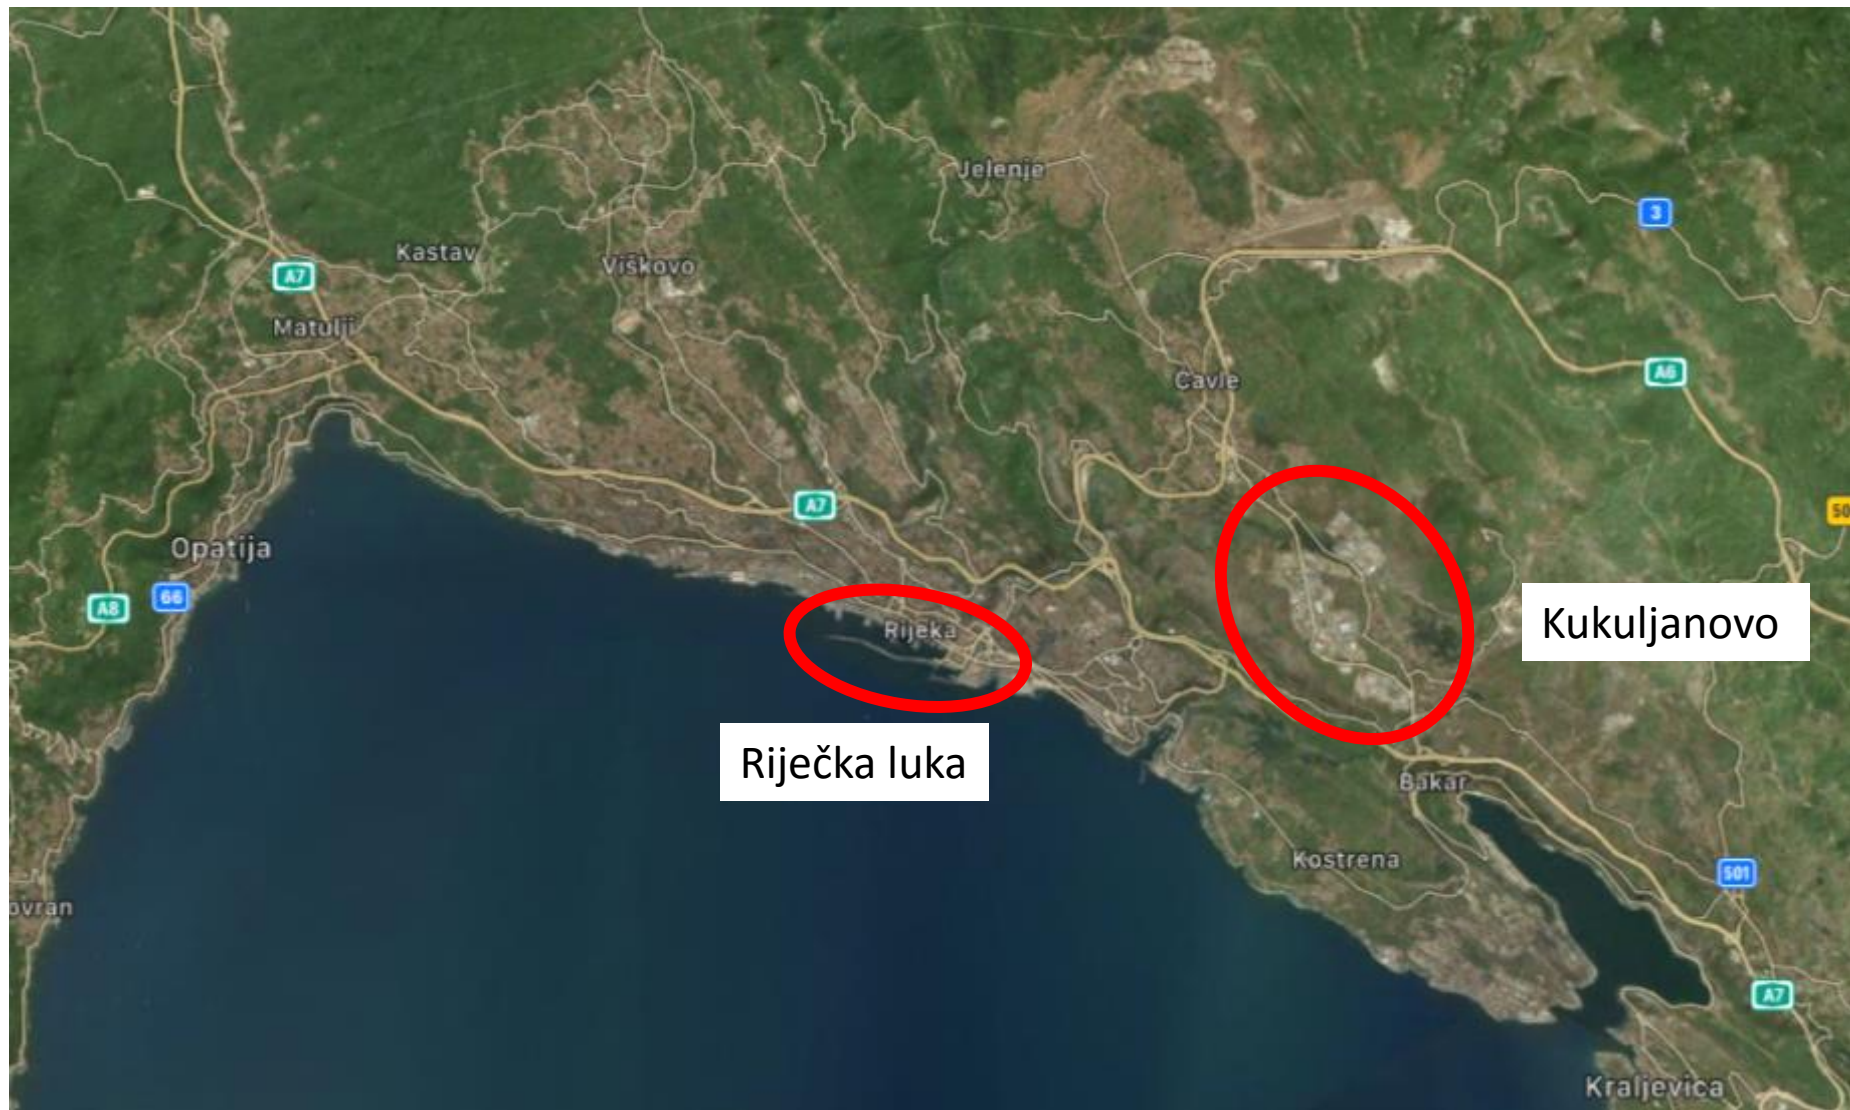 Jelenje
3
Kastav
Viškovo
A7
Matulji
A6
Čavle
A7
50
Opatija
A8
66
Rijeka
Kukuljanovo
Riječka luka
Bakar
Kostrena
501
ovran
A7
Kraljevica